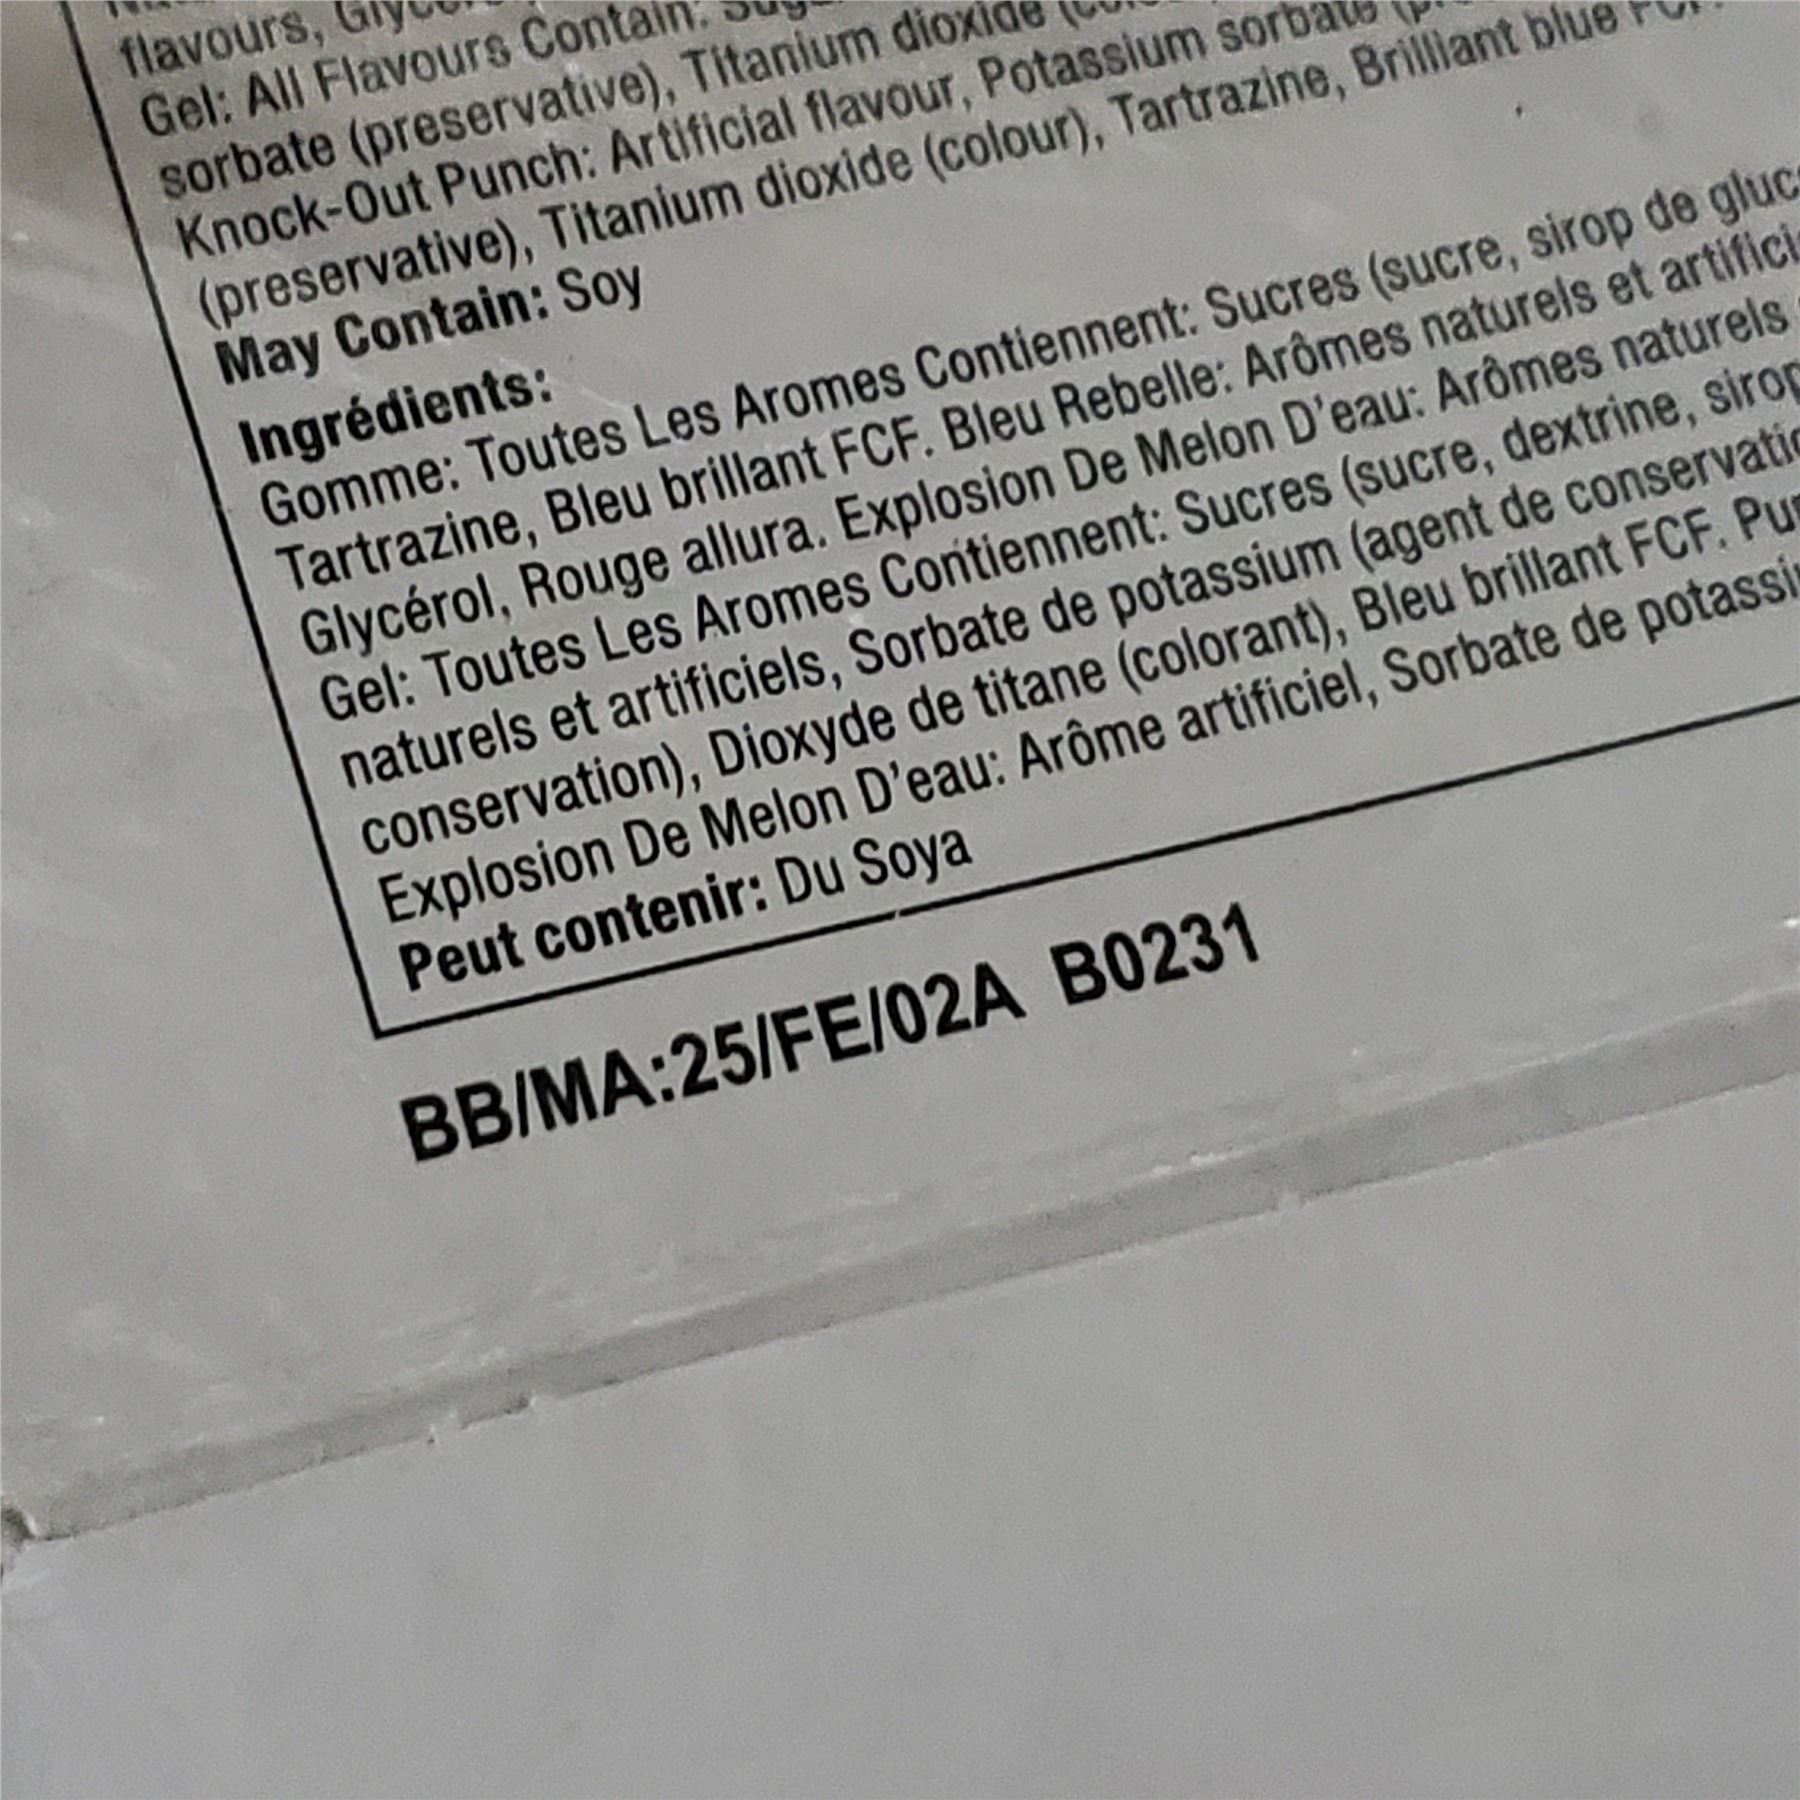 flavours,
Gel: All Flavours Contain:
sorbate (preservative), Titanium dioxide
Knock-Out Punch: Artificial flavour, Potassium sorbate
(preservative), Titanium dioxide (colour), Tartrazine, Brilliant blue
May Contain: Soy
Ingrédients:
Gomme: Toutes Les Aromes Contiennent: Sucres (sucre, sirop de
Tartrazine, Bleu brillant FCF. Bleu Rebelle: Arômes naturels et
Glycérol, Rouge allura. Explosion De Melon D'eau: Arômes naturels
Gel: Toutes Les Aromes Contiennent: Sucres (sucre, dextrine,
naturels et artificiels, Sorbate de potassium (agent de
conservation), Dioxyde de titane (colorant), Bleu brillant FCF.
Explosion De Melon D'eau: Arôme artificiel, Sorbate de
Peut contenir: Du Soya
BB/MA:25/FE/02A B0231